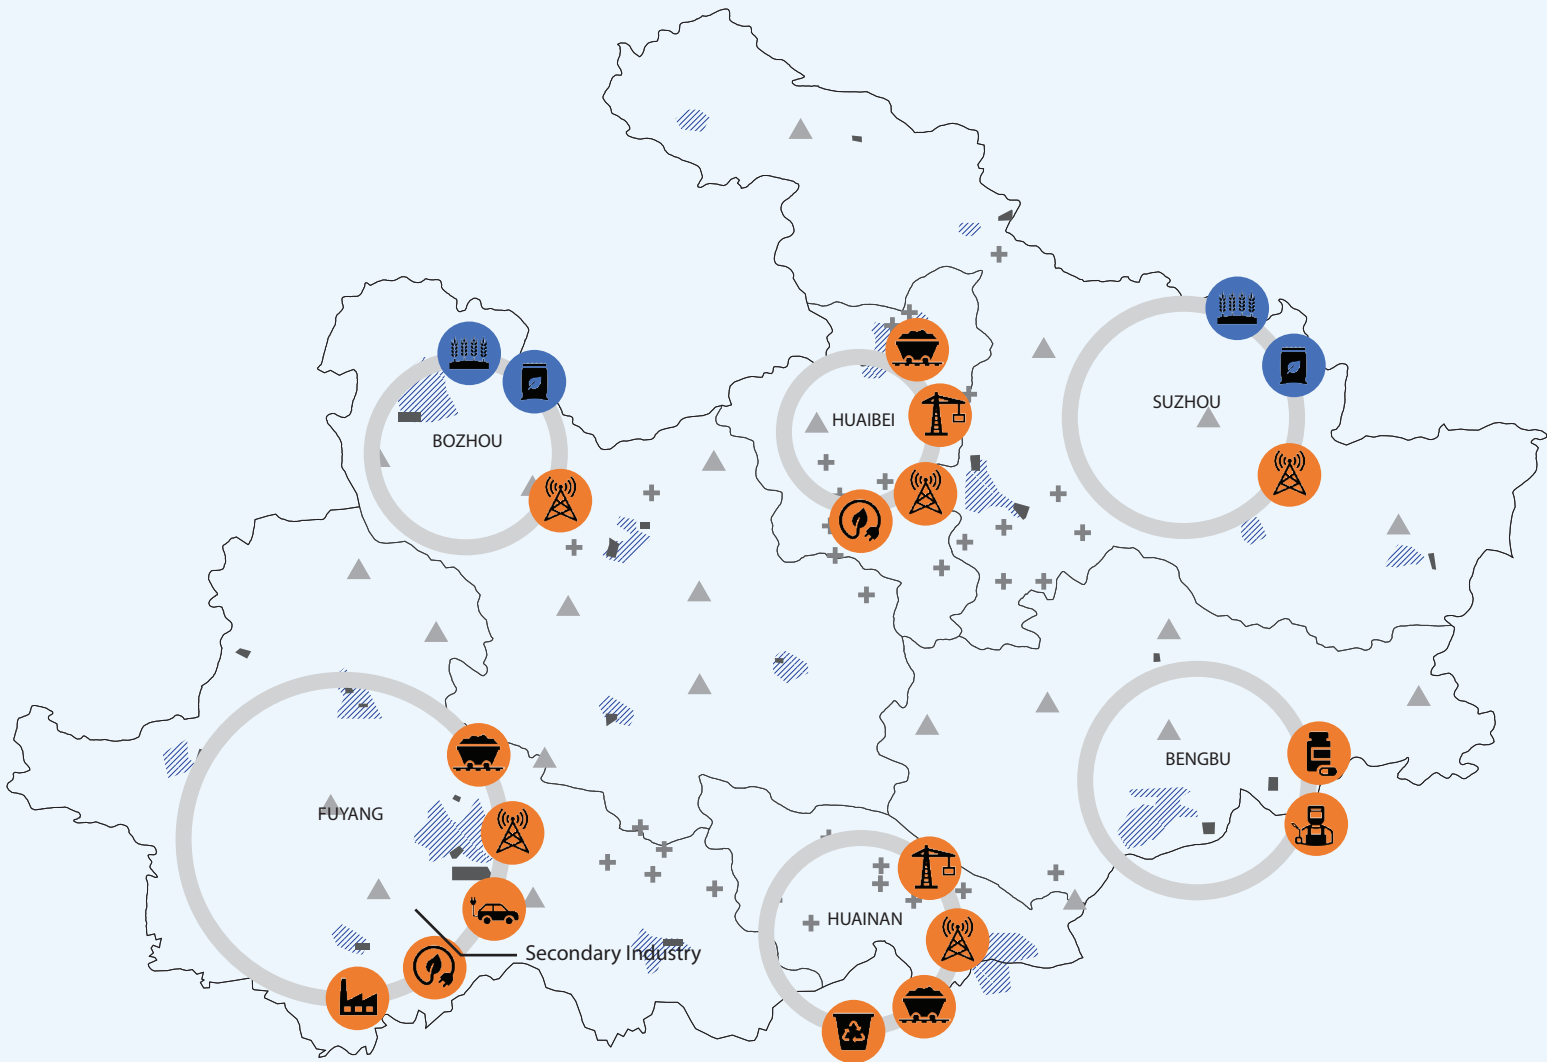 SUZHOU
HUAIBEI
BOZHOU
BENGBU
FUYANG
HUAINAN
Secondary Industry